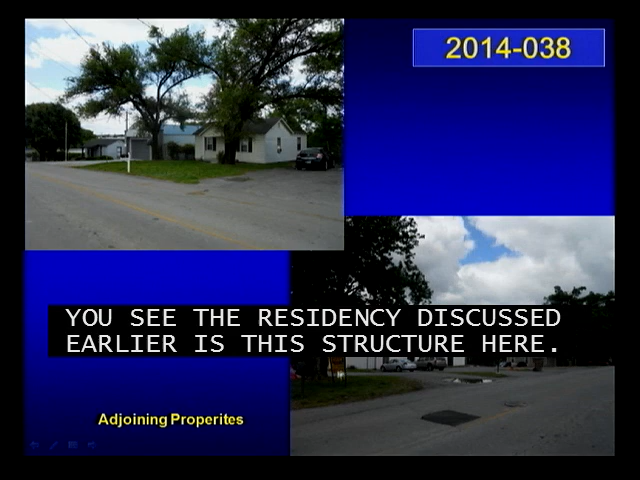 2014-038
YOU SEE THE RESIDENCY DISCUSSED
EARLIER IS THIS STRUCTURE HERE.
Adjoining Properites